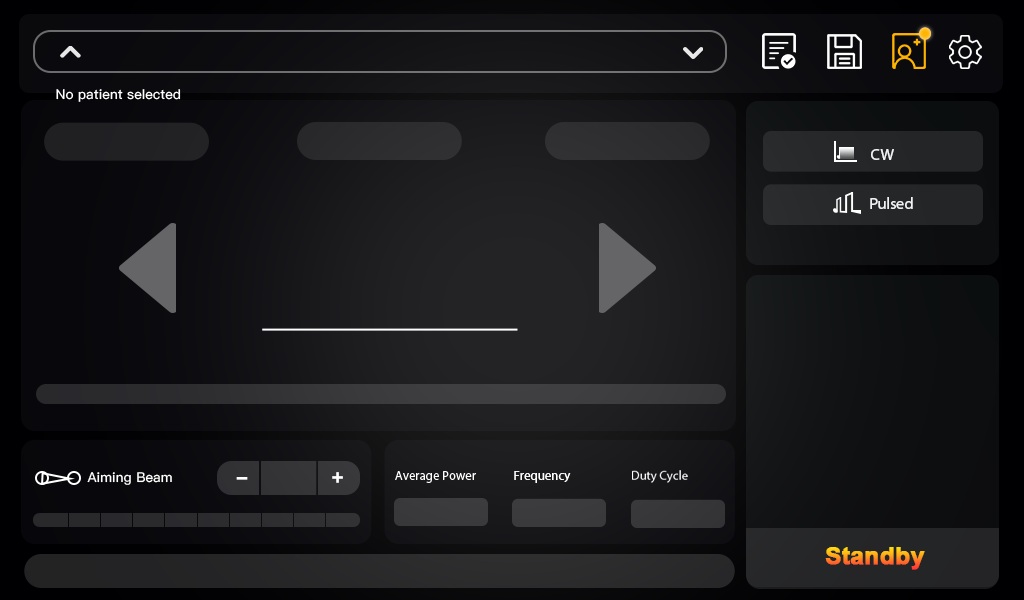 No patient selected
CW
Pulsed
Aiming Beam
−
+
Average Power
Frequency
Duty Cycle
Standby